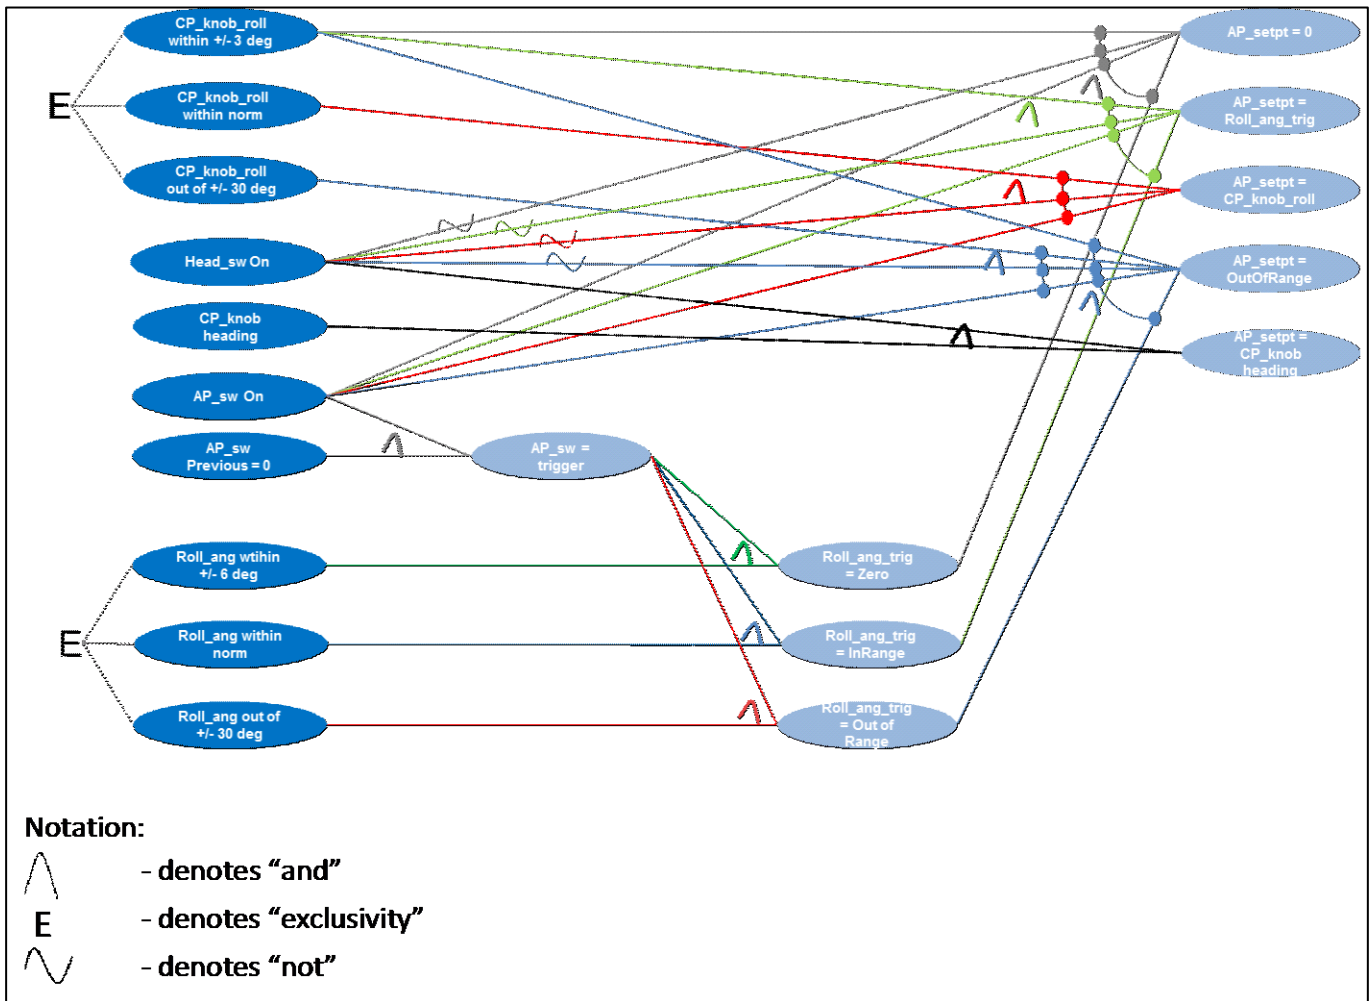 CP_knob_roll
within +/- 3 deg
AP_setpt = 0
E
CP_knob_roll
within norm
AP_setpt =
Roll_ang_trig
CP_knob_roll
out of +/- 30 deg
AP_setpt =
CP_knob_roll
Head_sw On
AP_setpt =
OutOfRange
CP_knob
heading
AP_setpt =
CP_knob
heading
AP_sw On
AP_sw
Previous = 0
AP_sw =
trigger
Roll_ang wtihin
+/- 6 deg
Roll_ang_trig
= Zero
E
Roll_ang within
norm
Roll_ang_trig
= InRange
Roll_ang out of
+/- 30 deg
Roll_ang_trig
= Out of
Range
Notation:
- denotes “and”
E - denotes “exclusivity”
- denotes “not”